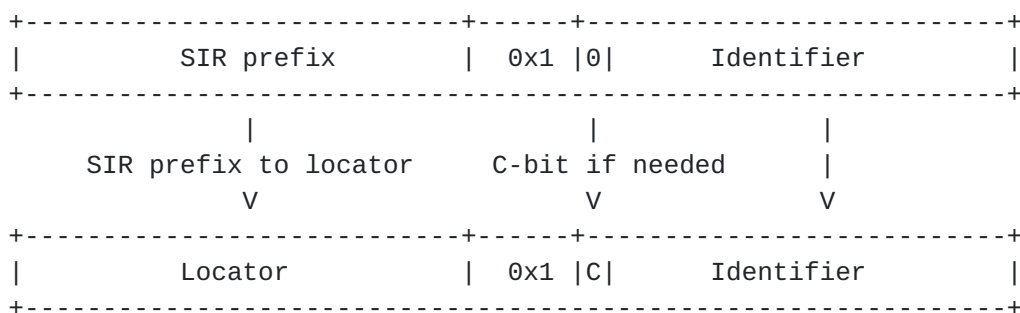 +----------------------------+------+---------------------------+
|          SIR prefix        |  0x1 |0|      Identifier         |
+---------------------------------------------------------------+
               |                     |              |
     SIR prefix to locator     C-bit if needed      |
               V                     V              V
+----------------------------+------+---------------------------+
|          Locator           |  0x1 |C|      Identifier         |
+---------------------------------------------------------------+